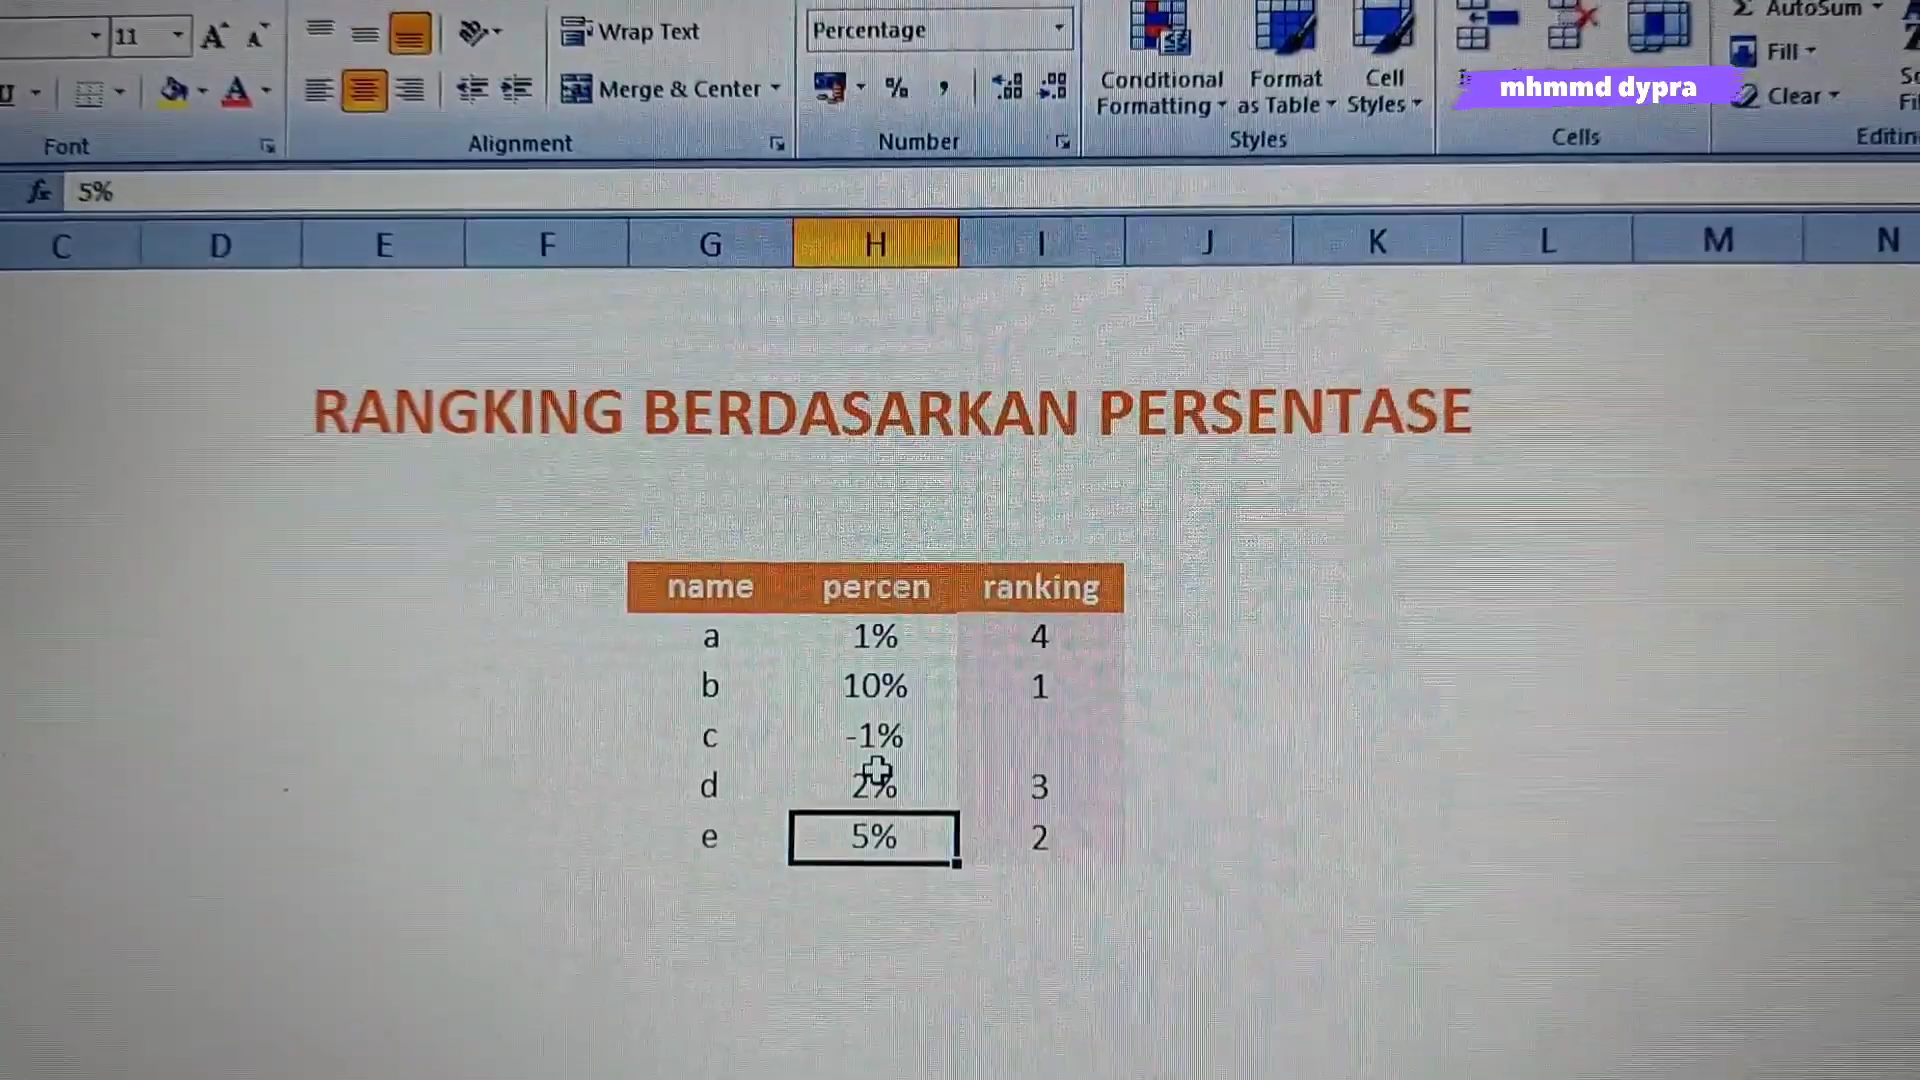 11
Wrap Text
Percentage
AutoSum
Fill
Merge & Center
%
Conditional Formatting
Format as Table
Cell Styles
mhmmd dypra
Clear
Font
Alignment
Number
Styles
Cells
fx 5%
C D E F G H I J K L M N
RANGKING BERDASARKAN PERSENTASE
name percen ranking
a 1% 4
b 10% 1
c -1%
d 2% 3
e 5% 2